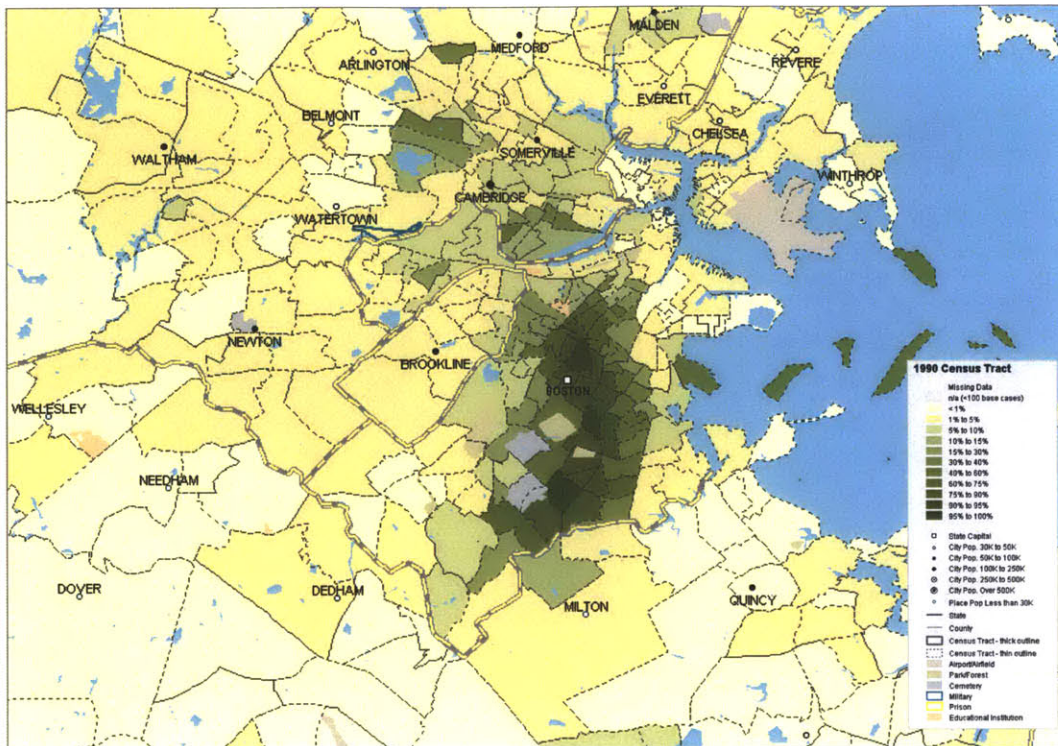 MALDEN
MEDFORD
ARLINGTON
REVERE
EVERETT
BELMONT
CHELSEA
WALTHAM
SOMERVILLE
WINTHROP
CAMBRIDGE
WATERTOWN
NEWTON
BROOKLINE
BOSTON
WELLESLEY
NEEDHAM
DOVER
DEDHAM
MILTON
QUINCY
1990 Census Tract
Missing Data
n/a (<100 base cases)
<1%
1% to 5%
5% to 10%
10% to 15%
15% to 30%
30% to 40%
40% to 60%
60% to 75%
75% to 90%
90% to 95%
95% to 100%
State Capital
City Pop. 30K to 50K
City Pop. 50K to 100K
City Pop. 100K to 250K
City Pop. 250K to 500K
City Pop. Over 500K
Place Pop Less than 30K
State
County
Census Tract - thick outline
Census Tract - thin outline
Airport/Airfield
Park/Forest
Cemetery
Military
Prison
Educational Institution